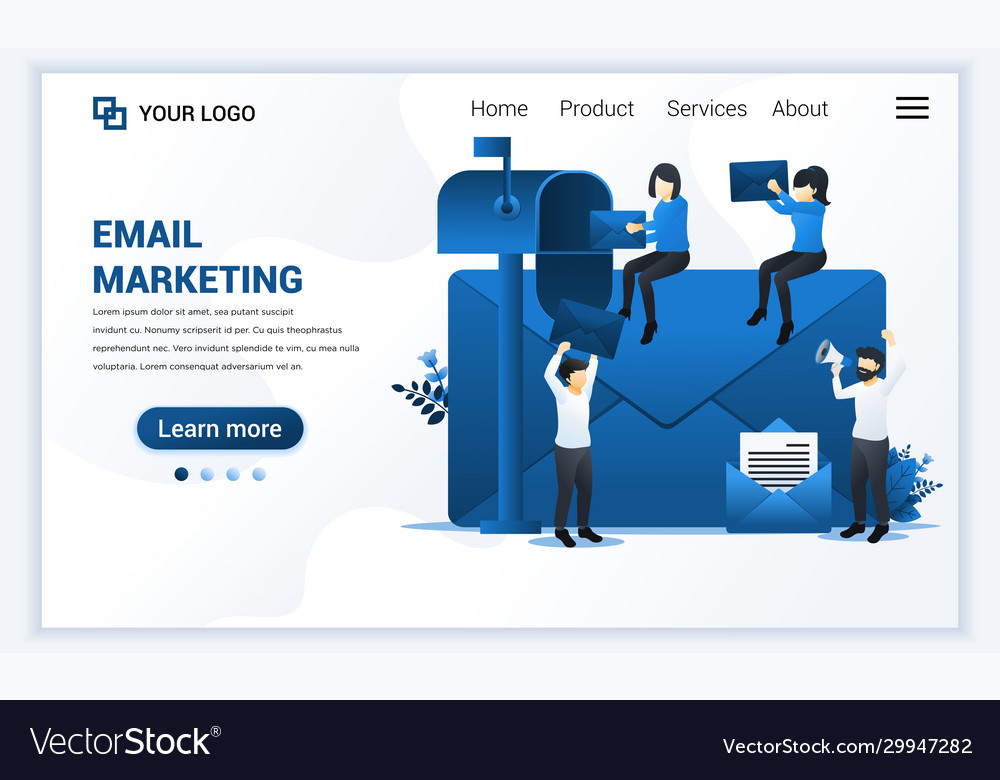 YOUR LOGO
Home Product Services About
EMAIL
MARKETING
Lorem ipsum dolor sit amet, sea putant suscipit
invidunt cu. Nonumy scripserit id per. Cu quis theophrastus
reprehendunt nec. Vero invidunt splendide te vim, cu mea nulla
voluptaria. Lorem consequat adversarium vel an.
Learn more
VectorStock®
VectorStock.com/29947282